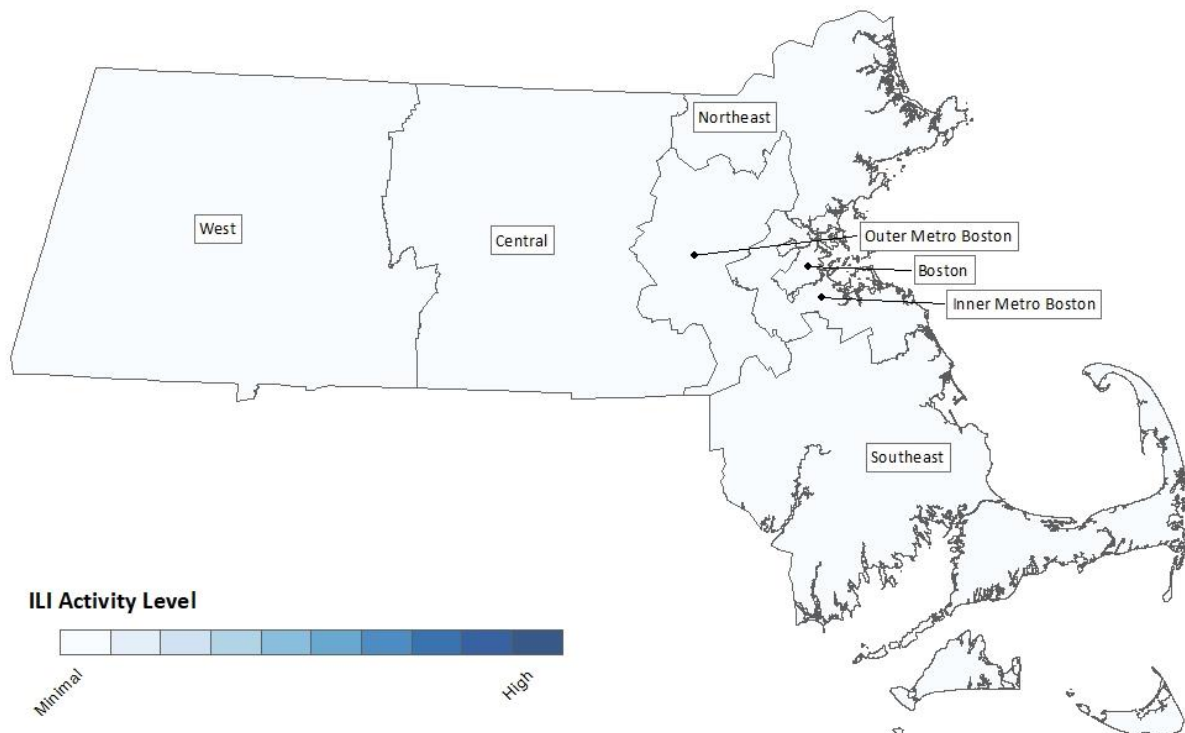 Northeast
West
Central
Outer Metro Boston
Boston
Inner Metro Boston
Southeast
ILI Activity Level
Minimal
High